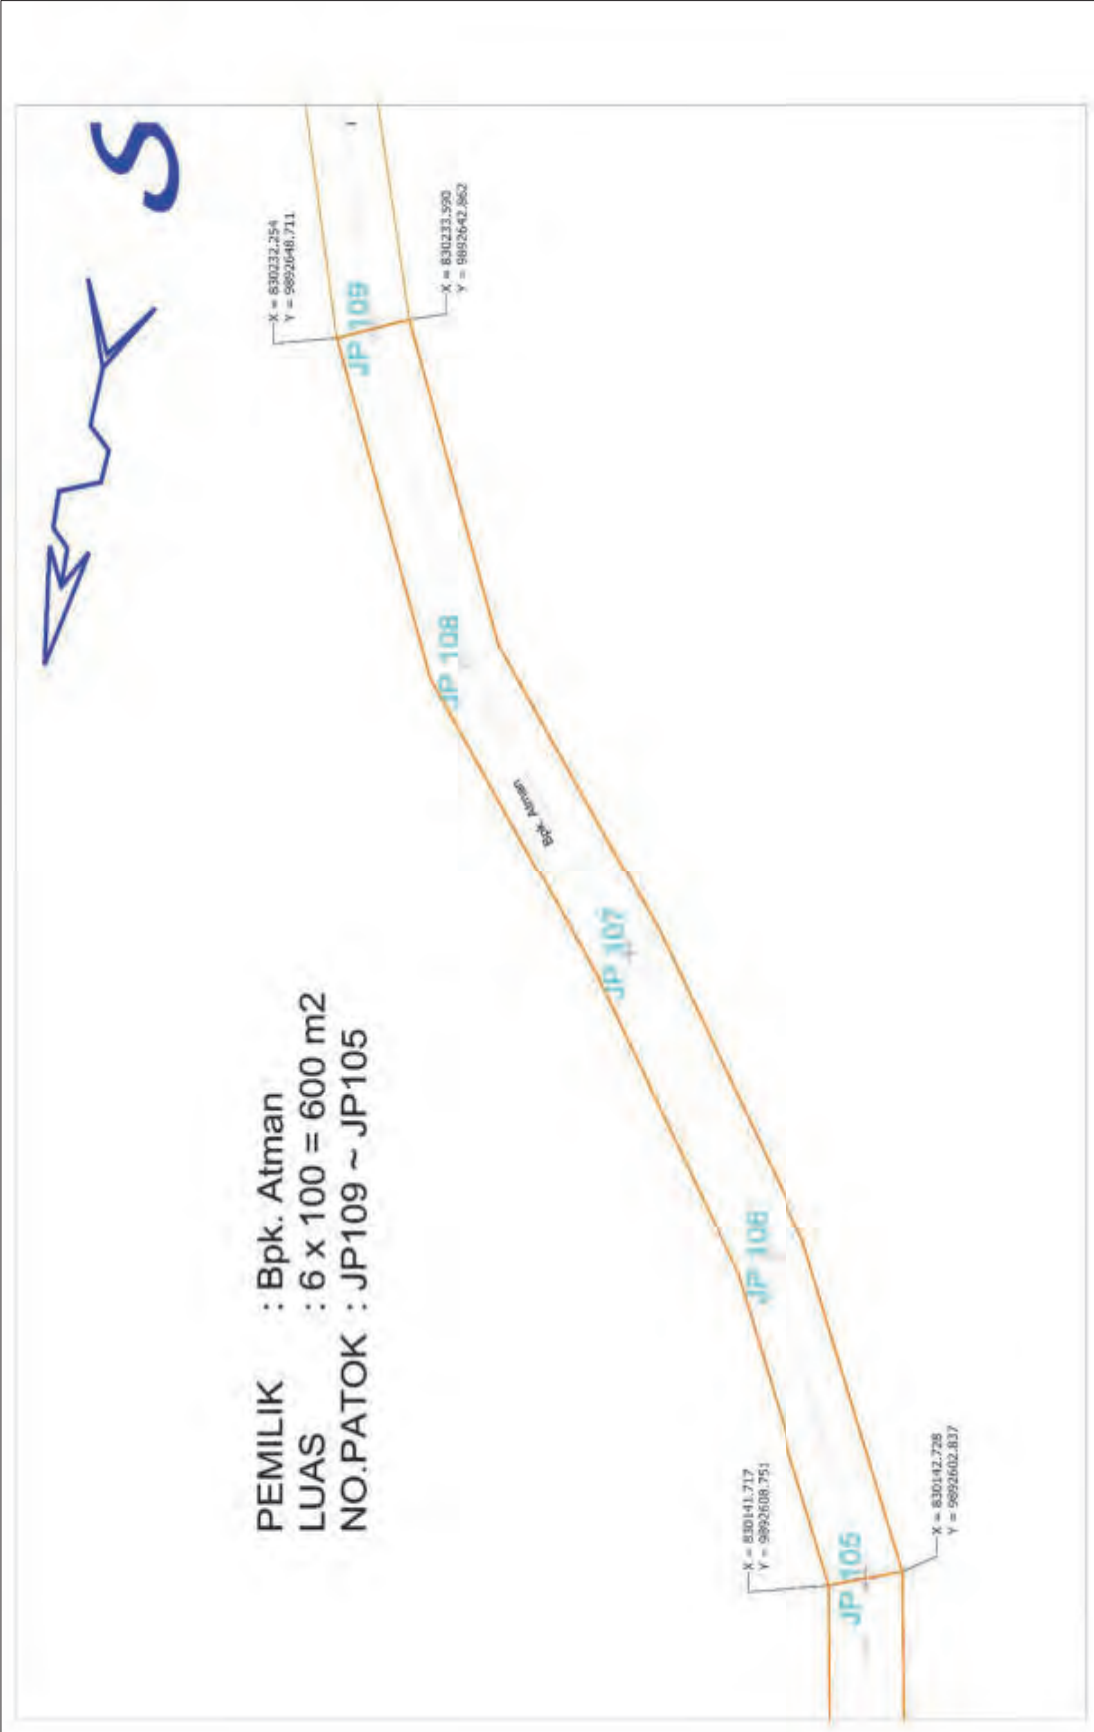 PEMILIK : Bpk. Atman
LUAS : 6 x 100 = 600 m2
NO.PATOK : JP109 ~ JP105
S
X = 830232.254
Y = 9892648.711
X = 830233.590
Y = 9892642.862
JP 109
JP 108
Bpk. Atman
JP 107
JP 106
X = 830141.717
Y = 9892608.751
JP 105
X = 830142.728
Y = 9892602.837